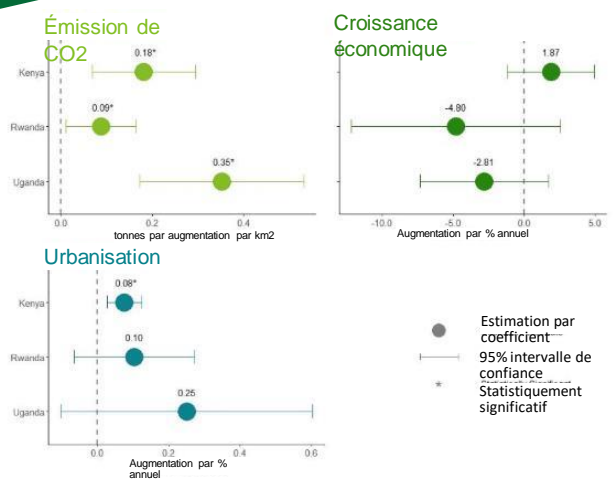 Émission de
CO2
0.18*
Kenya
0.09*
Rwanda
0.35*
Uganda
0.0 0.2 0.4
tonnes par augmentation par km2
Croissance
économique
1.87
-4.80
-2.81
-10.0 -5.0 0.0 5.0
Augmentation par % annuel
Urbanisation
0.08*
Kenya
0.10
Rwanda
0.25
Uganda
0.0 0.2 0.4 0.6
Augmentation par %
annuel
Estimation par
coefficient
95% intervalle de
confiance
* Statistiquement
significatif